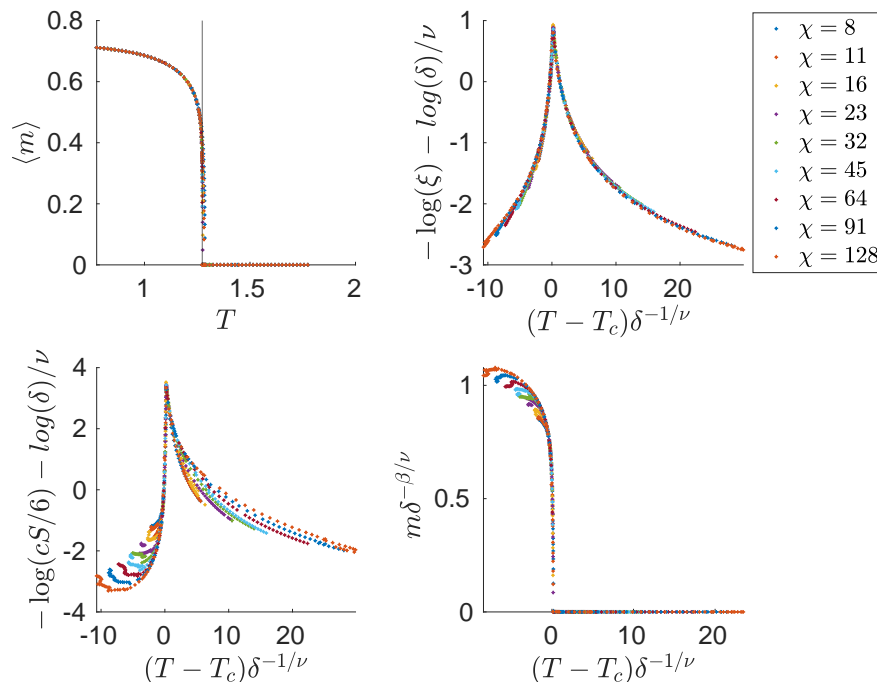 0.8
0.6
0.4
0.2
0
1
1.5
2
⟨m⟩
T
1
0
-1
-2
-3
-10
0
10
20
− log(ξ) − log(δ)/ν
(T − T_c)δ^{-1/ν}
χ = 8
χ = 11
χ = 16
χ = 23
χ = 32
χ = 45
χ = 64
χ = 91
χ = 128
4
2
0
-2
-4
-10
0
10
20
− log(cS/6) − log(δ)/ν
(T − T_c)δ^{-1/ν}
1
0.5
0
0
10
20
mδ^{-β/ν}
(T − T_c)δ^{-1/ν}